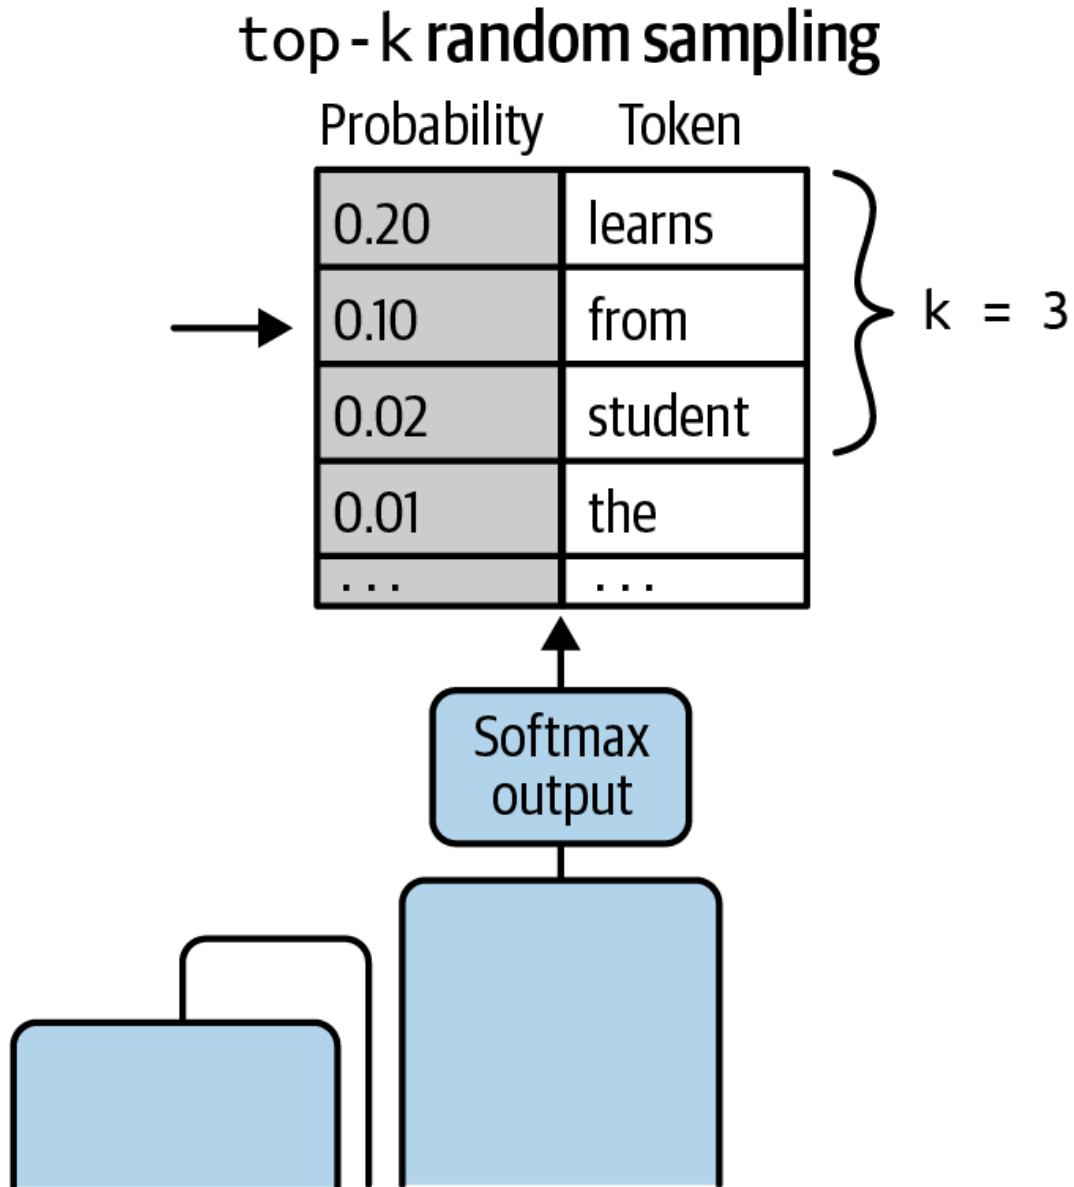 top-k random sampling
Probability Token
0.20 learns
0.10 from
k = 3
0.02 student
0.01 the
... ...
Softmax
output